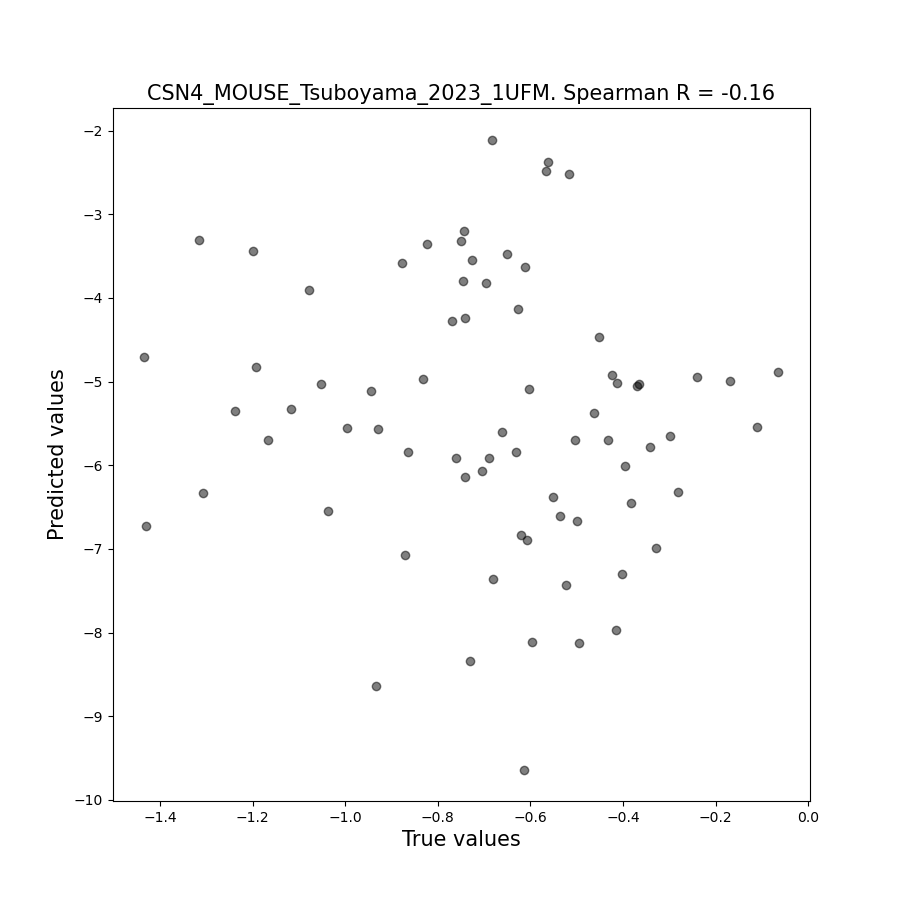 CSN4_MOUSE_Tsuboyama_2023_1UFM. Spearman R = -0.16
−2
−3
−4
−5
−6
−7
−8
−9
−10
Predicted values
−1.4 −1.2 −1.0 −0.8 −0.6 −0.4 −0.2 0.0
True values